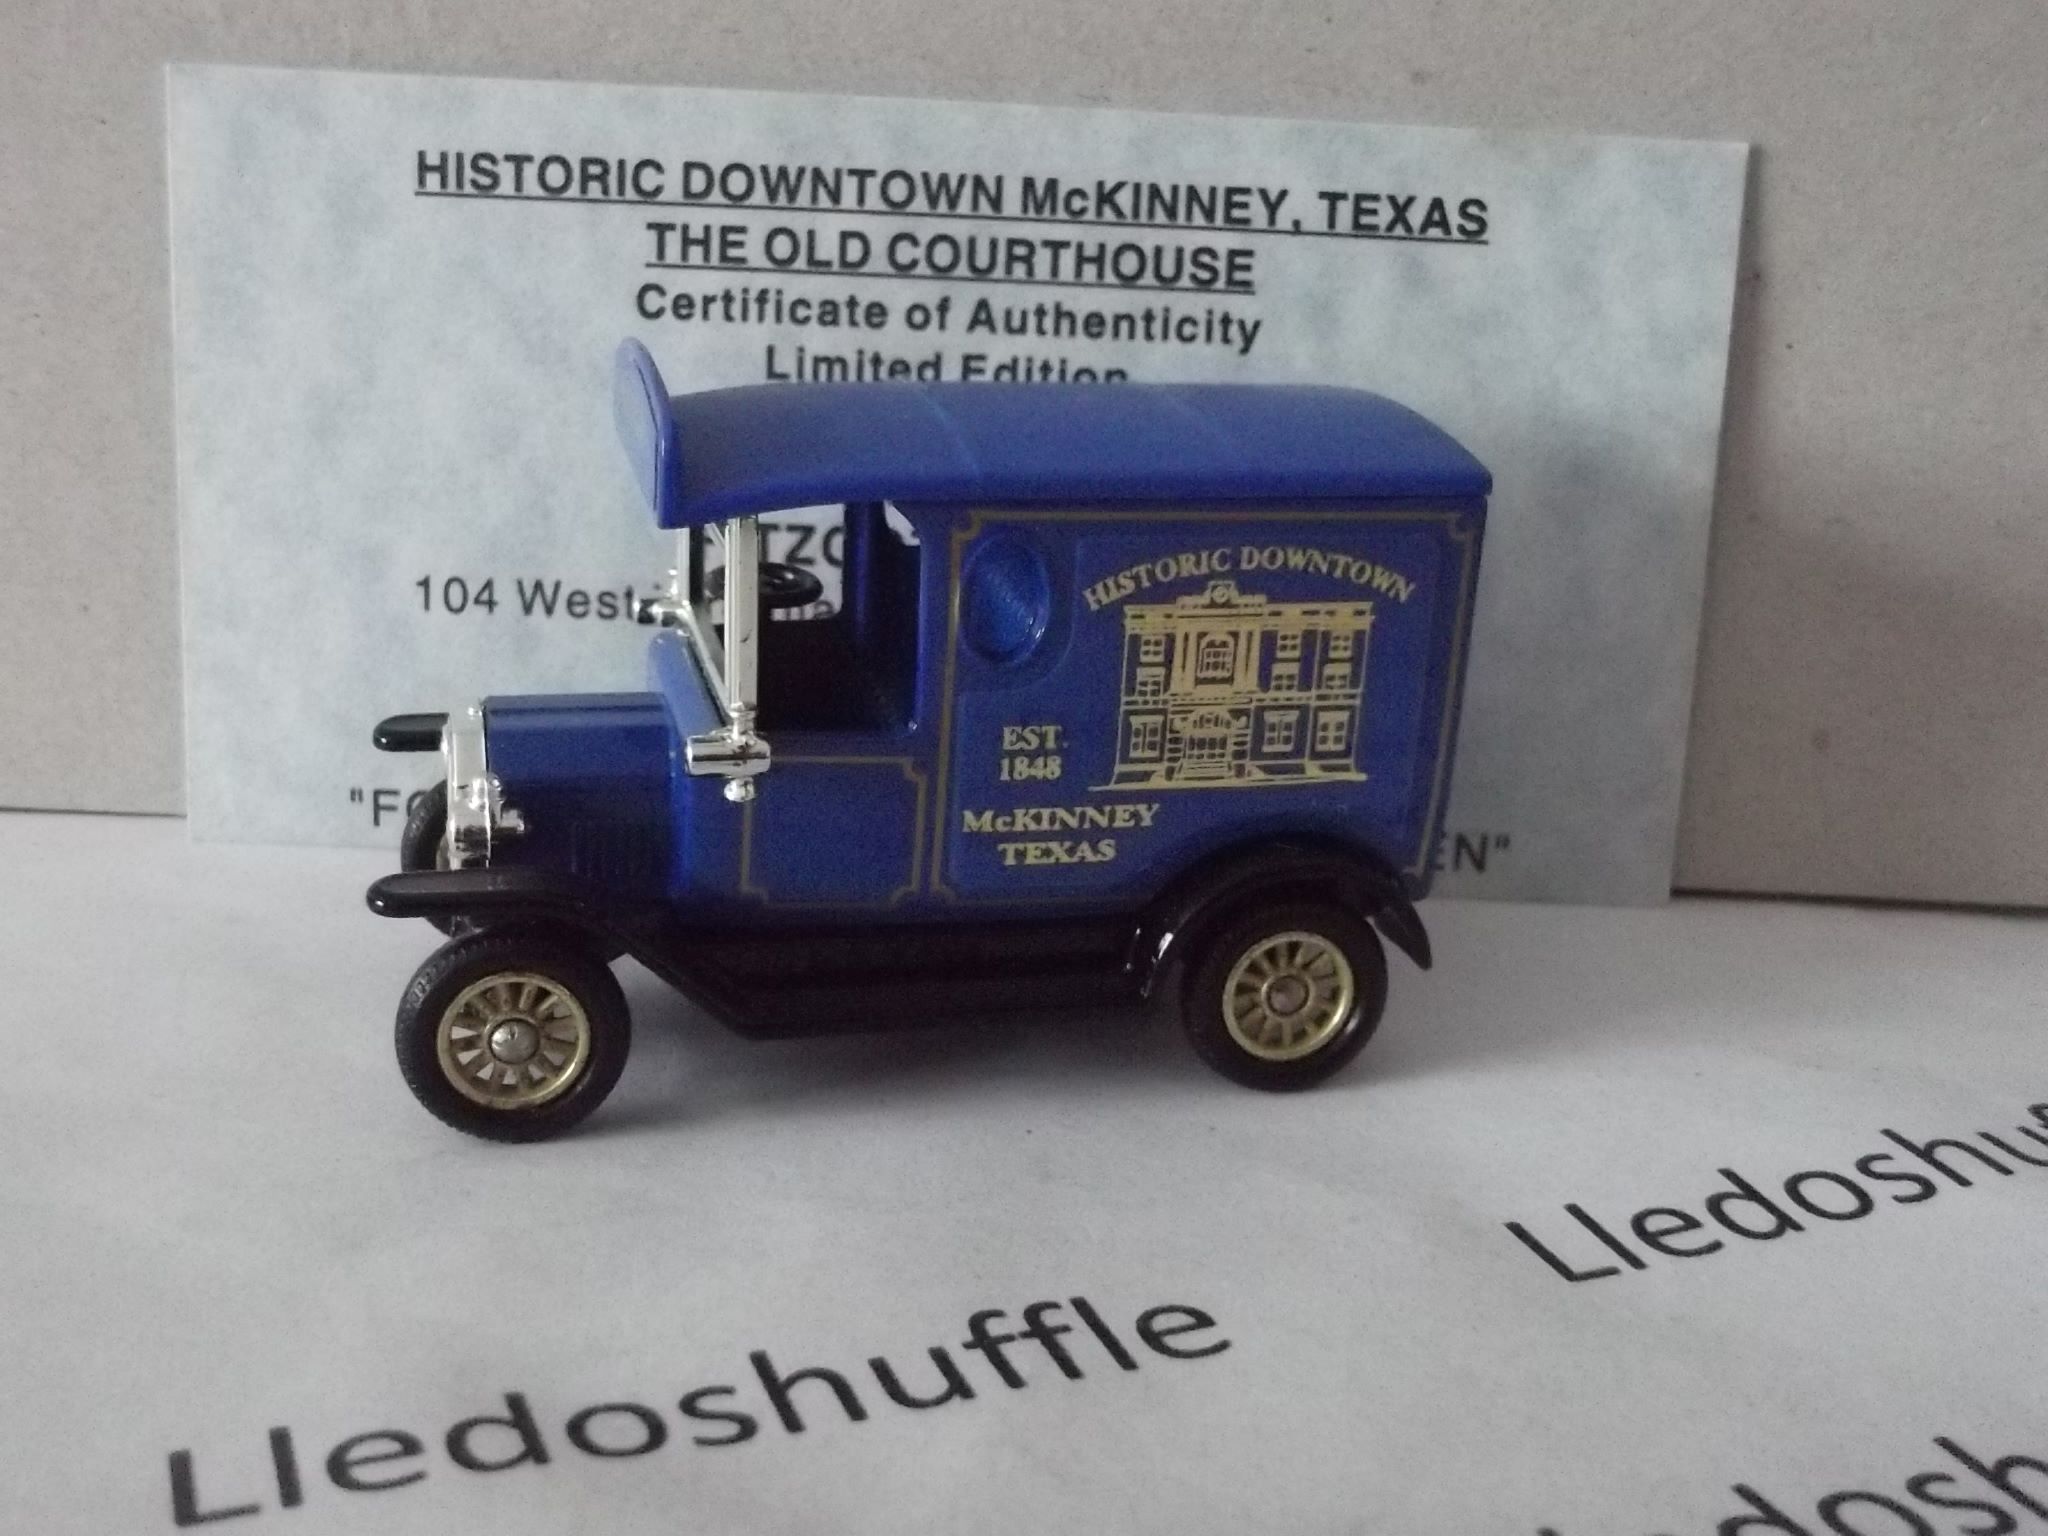 HISTORIC DOWNTOWN McKINNEY, TEXAS
THE OLD COURTHOUSE
Certificate of Authenticity
Limited Edition
104 West
HISTORIC DOWNTOWN
EST.
1848
McKINNEY
TEXAS
Lledoshuffle
Lledoshuffle